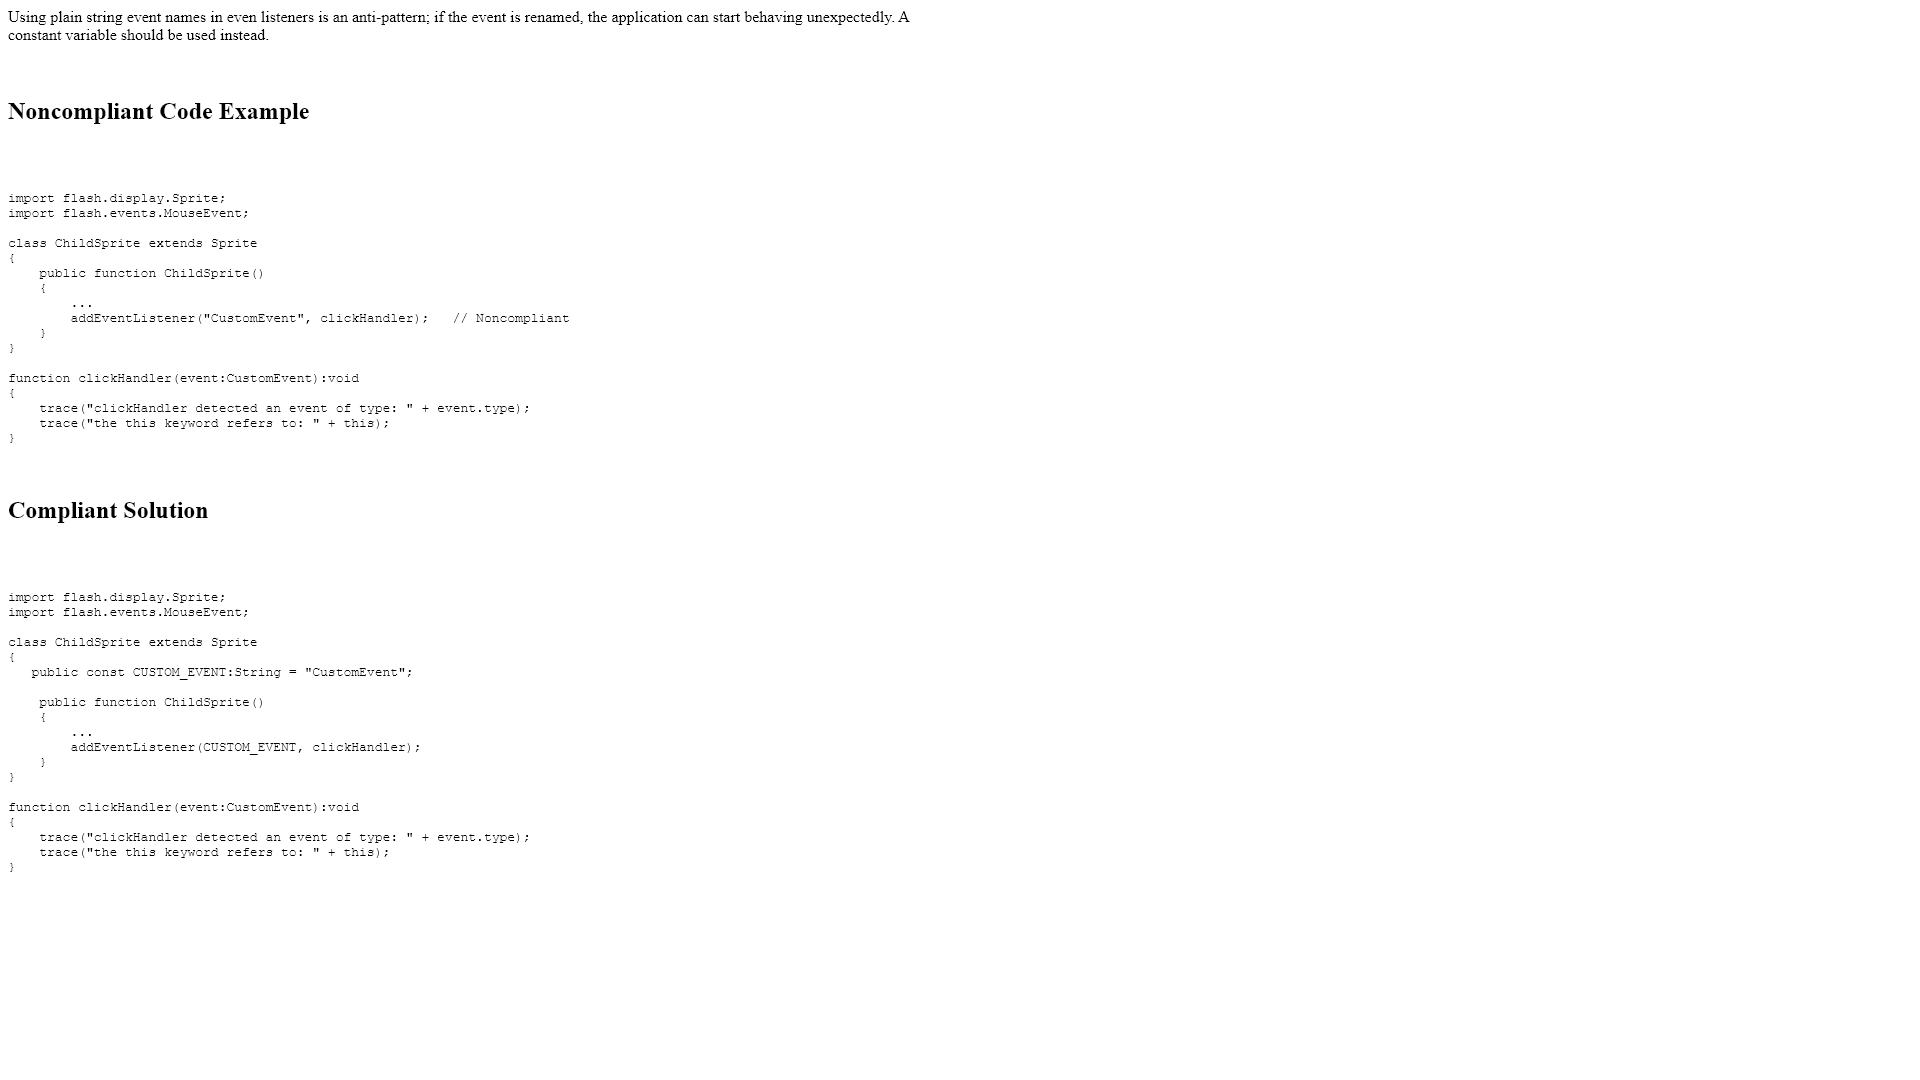 Using plain string event names in even listeners is an anti-pattern; if the event is renamed, the application can start behaving unexpectedly. A
constant variable should be used instead.
Noncompliant Code Example
import flash.display.Sprite;
import flash.events.MouseEvent;
class ChildSprite extends Sprite
{
    public function ChildSprite()
    {
        ...
        addEventListener("CustomEvent", clickHandler);   // Noncompliant
    }
}
function clickHandler(event:CustomEvent):void
{
    trace("clickHandler detected an event of type: " + event.type);
    trace("the this keyword refers to: " + this);
}
Compliant Solution
import flash.display.Sprite;
import flash.events.MouseEvent;
class ChildSprite extends Sprite
{
   public const CUSTOM_EVENT:String = "CustomEvent";
    public function ChildSprite()
    {
        ...
        addEventListener(CUSTOM_EVENT, clickHandler);
    }
}
function clickHandler(event:CustomEvent):void
{
    trace("clickHandler detected an event of type: " + event.type);
    trace("the this keyword refers to: " + this);
}